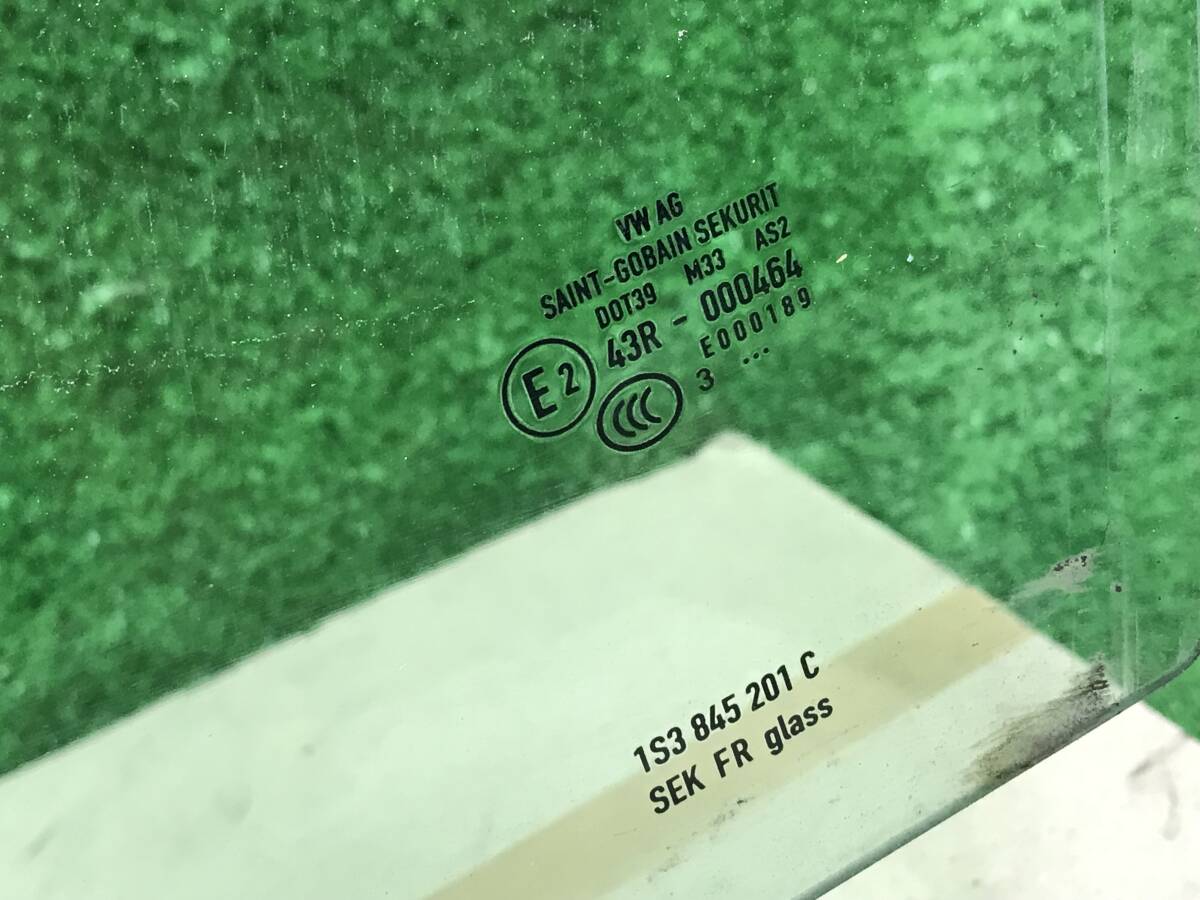 VW AG
SAINT-GOBAIN SEKURIT
DOT39 M33 AS2
43R - 000464
E2
CCC
E000189
3 ...
1S3 845 201 C
SEK FR glass